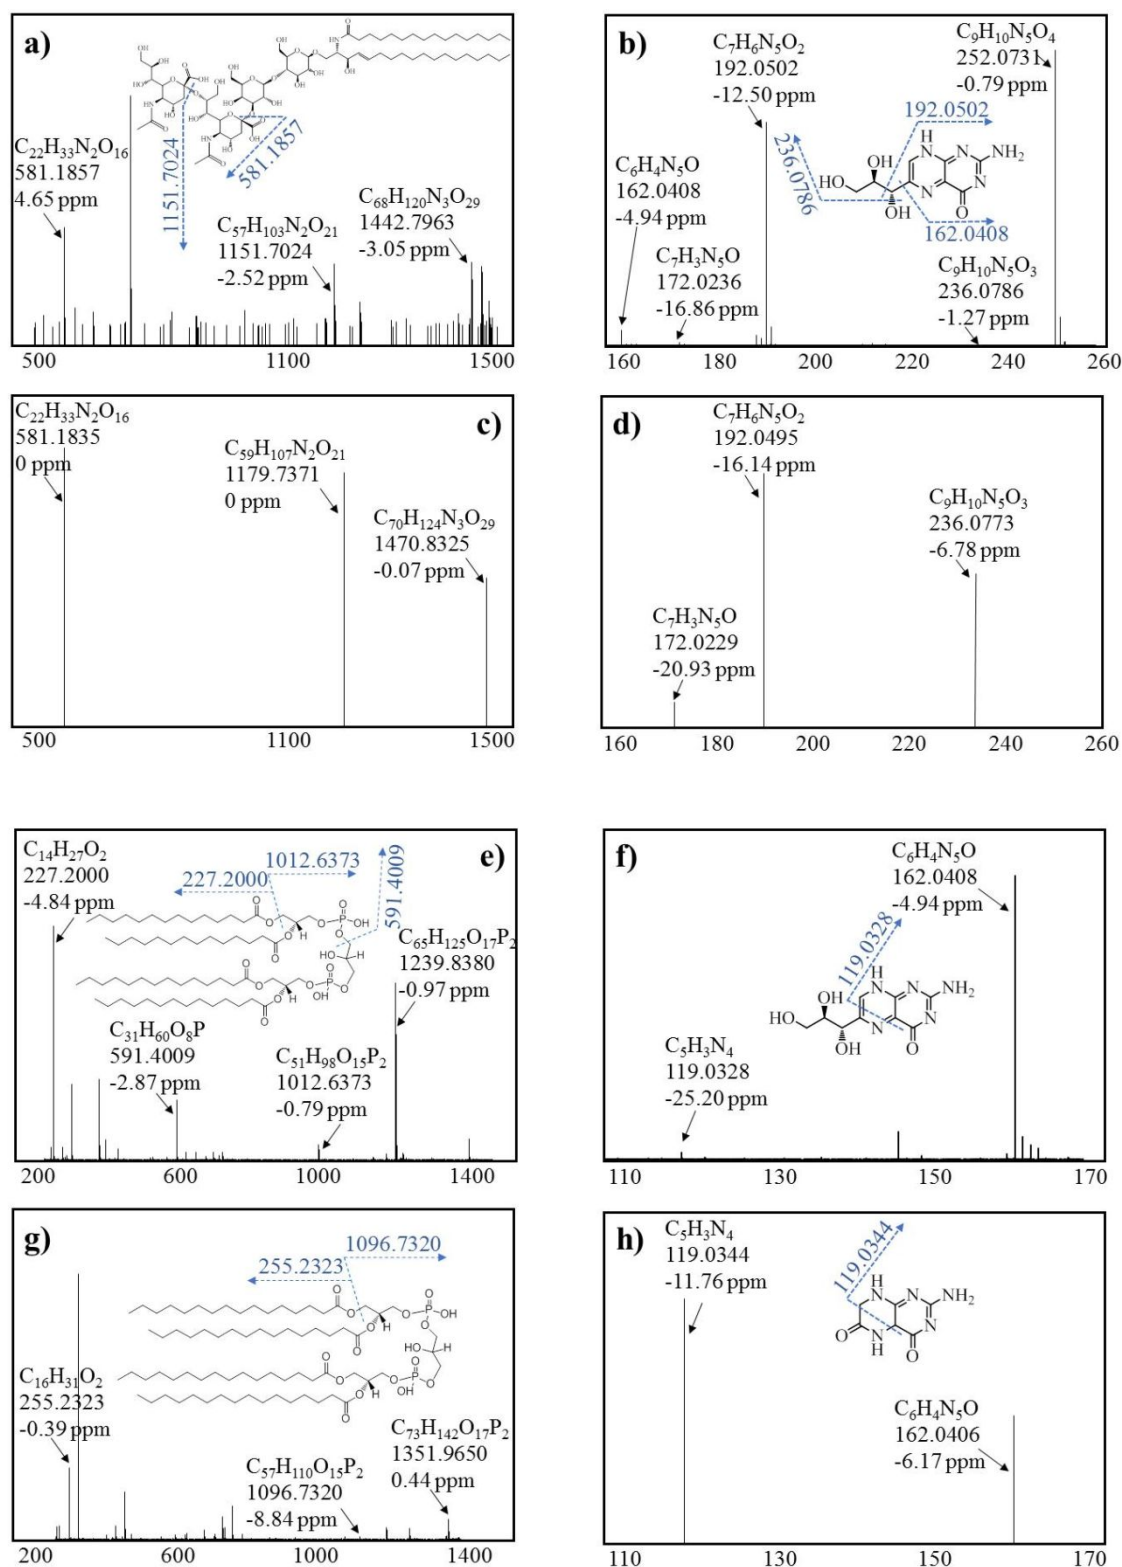 a)
C22H33N2O16
581.1857
4.65 ppm
1151.7024
581.1857
C57H103N2O21
1151.7024
-2.52 ppm
C68H120N3O29
1442.7963
-3.05 ppm
500
1100
1500
b)
C7H6N5O2
192.0502
-12.50 ppm
C9H10N5O4
252.0731
-0.79 ppm
C6H4N5O
162.0408
-4.94 ppm
C7H3N5O
172.0236
-16.86 ppm
236.0786
192.0502
162.0408
H
N
N
NH2
OH
HO
N
N
OH
O
C9H10N5O3
236.0786
-1.27 ppm
160
180
200
220
240
260
c)
C22H33N2O16
581.1835
0 ppm
C59H107N2O21
1179.7371
0 ppm
C70H124N3O29
1470.8325
-0.07 ppm
500
1100
1500
d)
C7H6N5O2
192.0495
-16.14 ppm
C9H10N5O3
236.0773
-6.78 ppm
C7H3N5O
172.0229
-20.93 ppm
160
180
200
220
240
260
e)
C14H27O2
227.2000
-4.84 ppm
227.2000
1012.6373
591.4009
C65H125O17P2
1239.8380
-0.97 ppm
C31H60O8P
591.4009
-2.87 ppm
C51H98O15P2
1012.6373
-0.79 ppm
200
600
1000
1400
f)
C6H4N5O
162.0408
-4.94 ppm
119.0328
H
N
N
NH2
OH
HO
N
N
OH
O
C5H3N4
119.0328
-25.20 ppm
110
130
150
170
g)
255.2323
1096.7320
C16H31O2
255.2323
-0.39 ppm
C57H110O15P2
1096.7320
-8.84 ppm
C73H142O17P2
1351.9650
0.44 ppm
200
600
1000
1400
h)
C5H3N4
119.0344
-11.76 ppm
119.0344
H
N
N
NH2
N
O
N
H
O
C6H4N5O
162.0406
-6.17 ppm
110
130
150
170